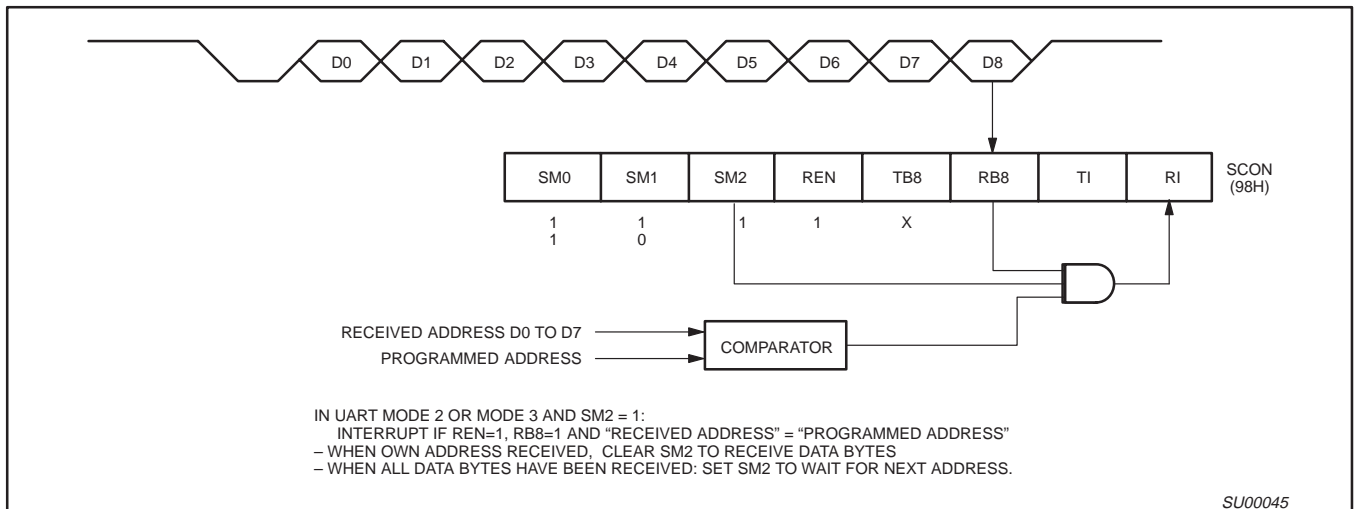 D0 D1 D2 D3 D4 D5 D6 D7 D8
SM0 SM1 SM2 REN TB8 RB8 TI RI
SCON
(98H)
1 1 1 1 X
1 0
RECEIVED ADDRESS D0 TO D7
PROGRAMMED ADDRESS
COMPARATOR
IN UART MODE 2 OR MODE 3 AND SM2 = 1:
INTERRUPT IF REN=1, RB8=1 AND “RECEIVED ADDRESS” = “PROGRAMMED ADDRESS”
– WHEN OWN ADDRESS RECEIVED, CLEAR SM2 TO RECEIVE DATA BYTES
– WHEN ALL DATA BYTES HAVE BEEN RECEIVED: SET SM2 TO WAIT FOR NEXT ADDRESS.
SU00045